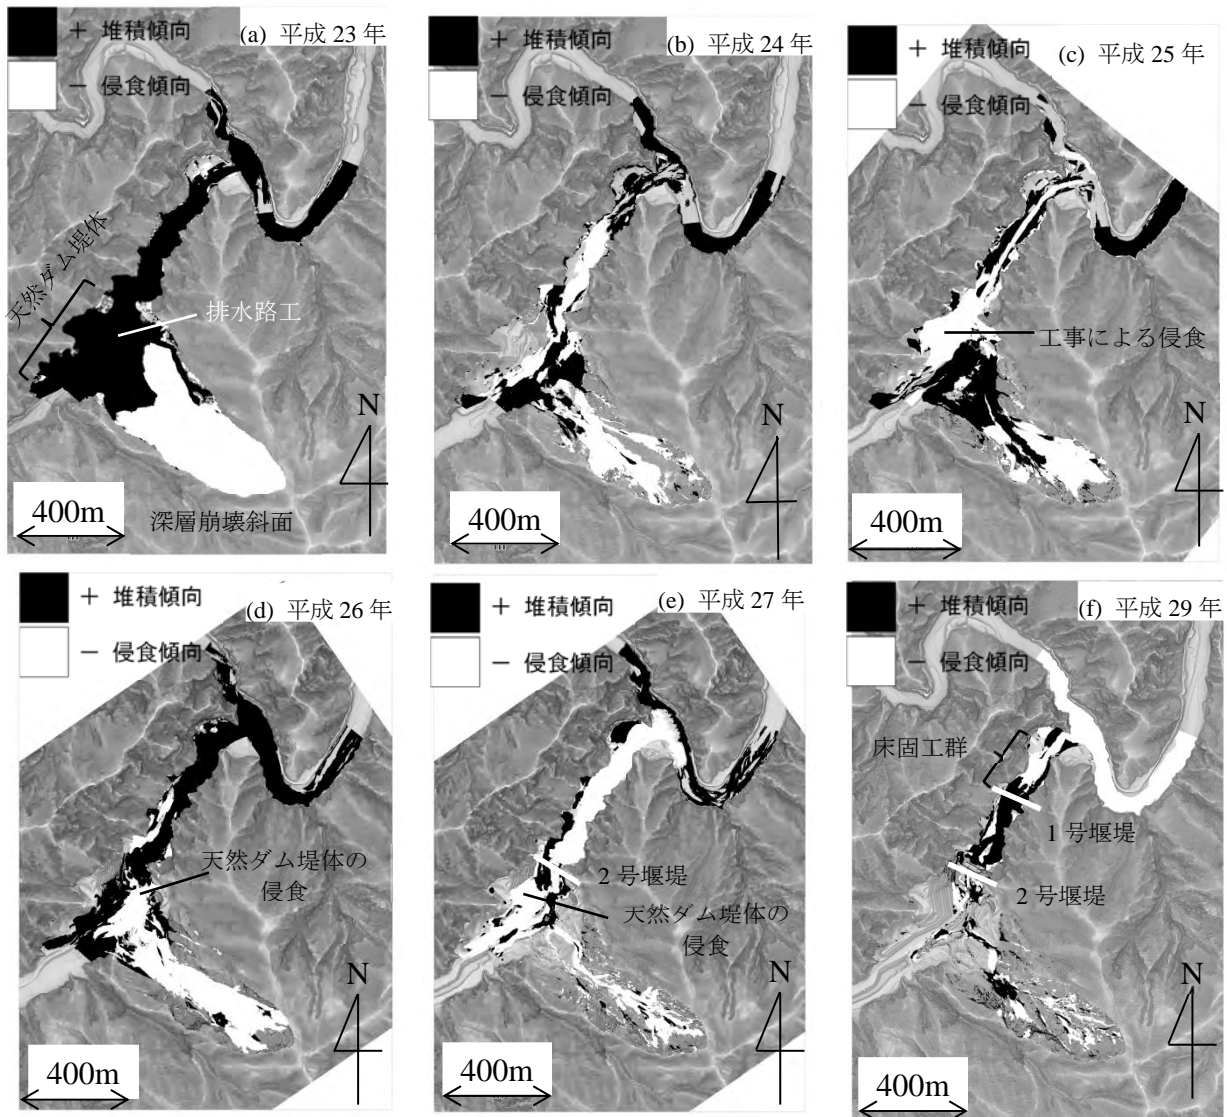 ＋ 堆積傾向
－ 侵食傾向
(a) 平成 23 年
天然ダム堤体
排水路工
N
400m
深層崩壊斜面
＋ 堆積傾向
－ 侵食傾向
(b) 平成 24 年
N
400m
＋ 堆積傾向
－ 侵食傾向
(c) 平成 25 年
工事による侵食
N
400m
＋ 堆積傾向
－ 侵食傾向
(d) 平成 26 年
天然ダム堤体の
侵食
N
400m
＋ 堆積傾向
－ 侵食傾向
(e) 平成 27 年
2 号堰堤
天然ダム堤体の
侵食
N
400m
＋ 堆積傾向
－ 侵食傾向
(f) 平成 29 年
床固工群
1 号堰堤
2 号堰堤
N
400m